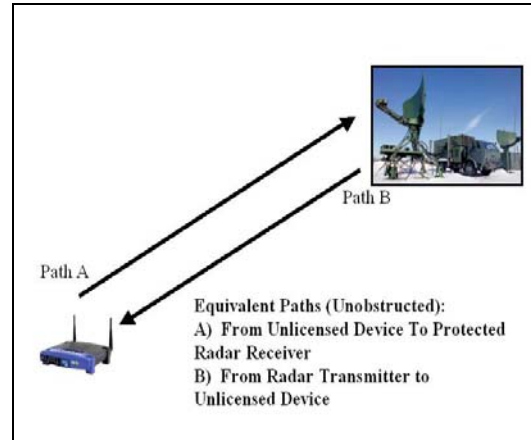 Path B
Path A
Equivalent Paths (Unobstructed):
A) From Unlicensed Device To Protected
Radar Receiver
B) From Radar Transmitter to
Unlicensed Device